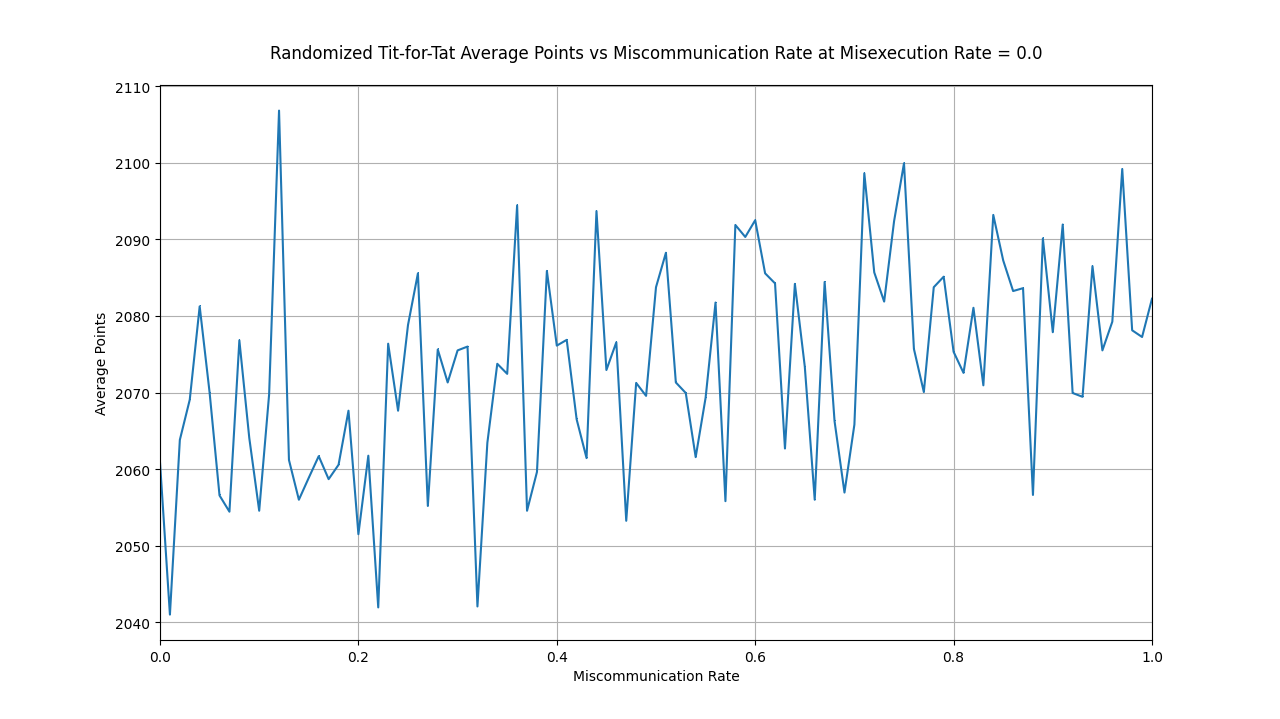 Randomized Tit-for-Tat Average Points vs Miscommunication Rate at Misexecution Rate = 0.0
2110
2100
2090
2080
2070
2060
2050
2040
Average Points
0.0 0.2 0.4 0.6 0.8 1.0
Miscommunication Rate